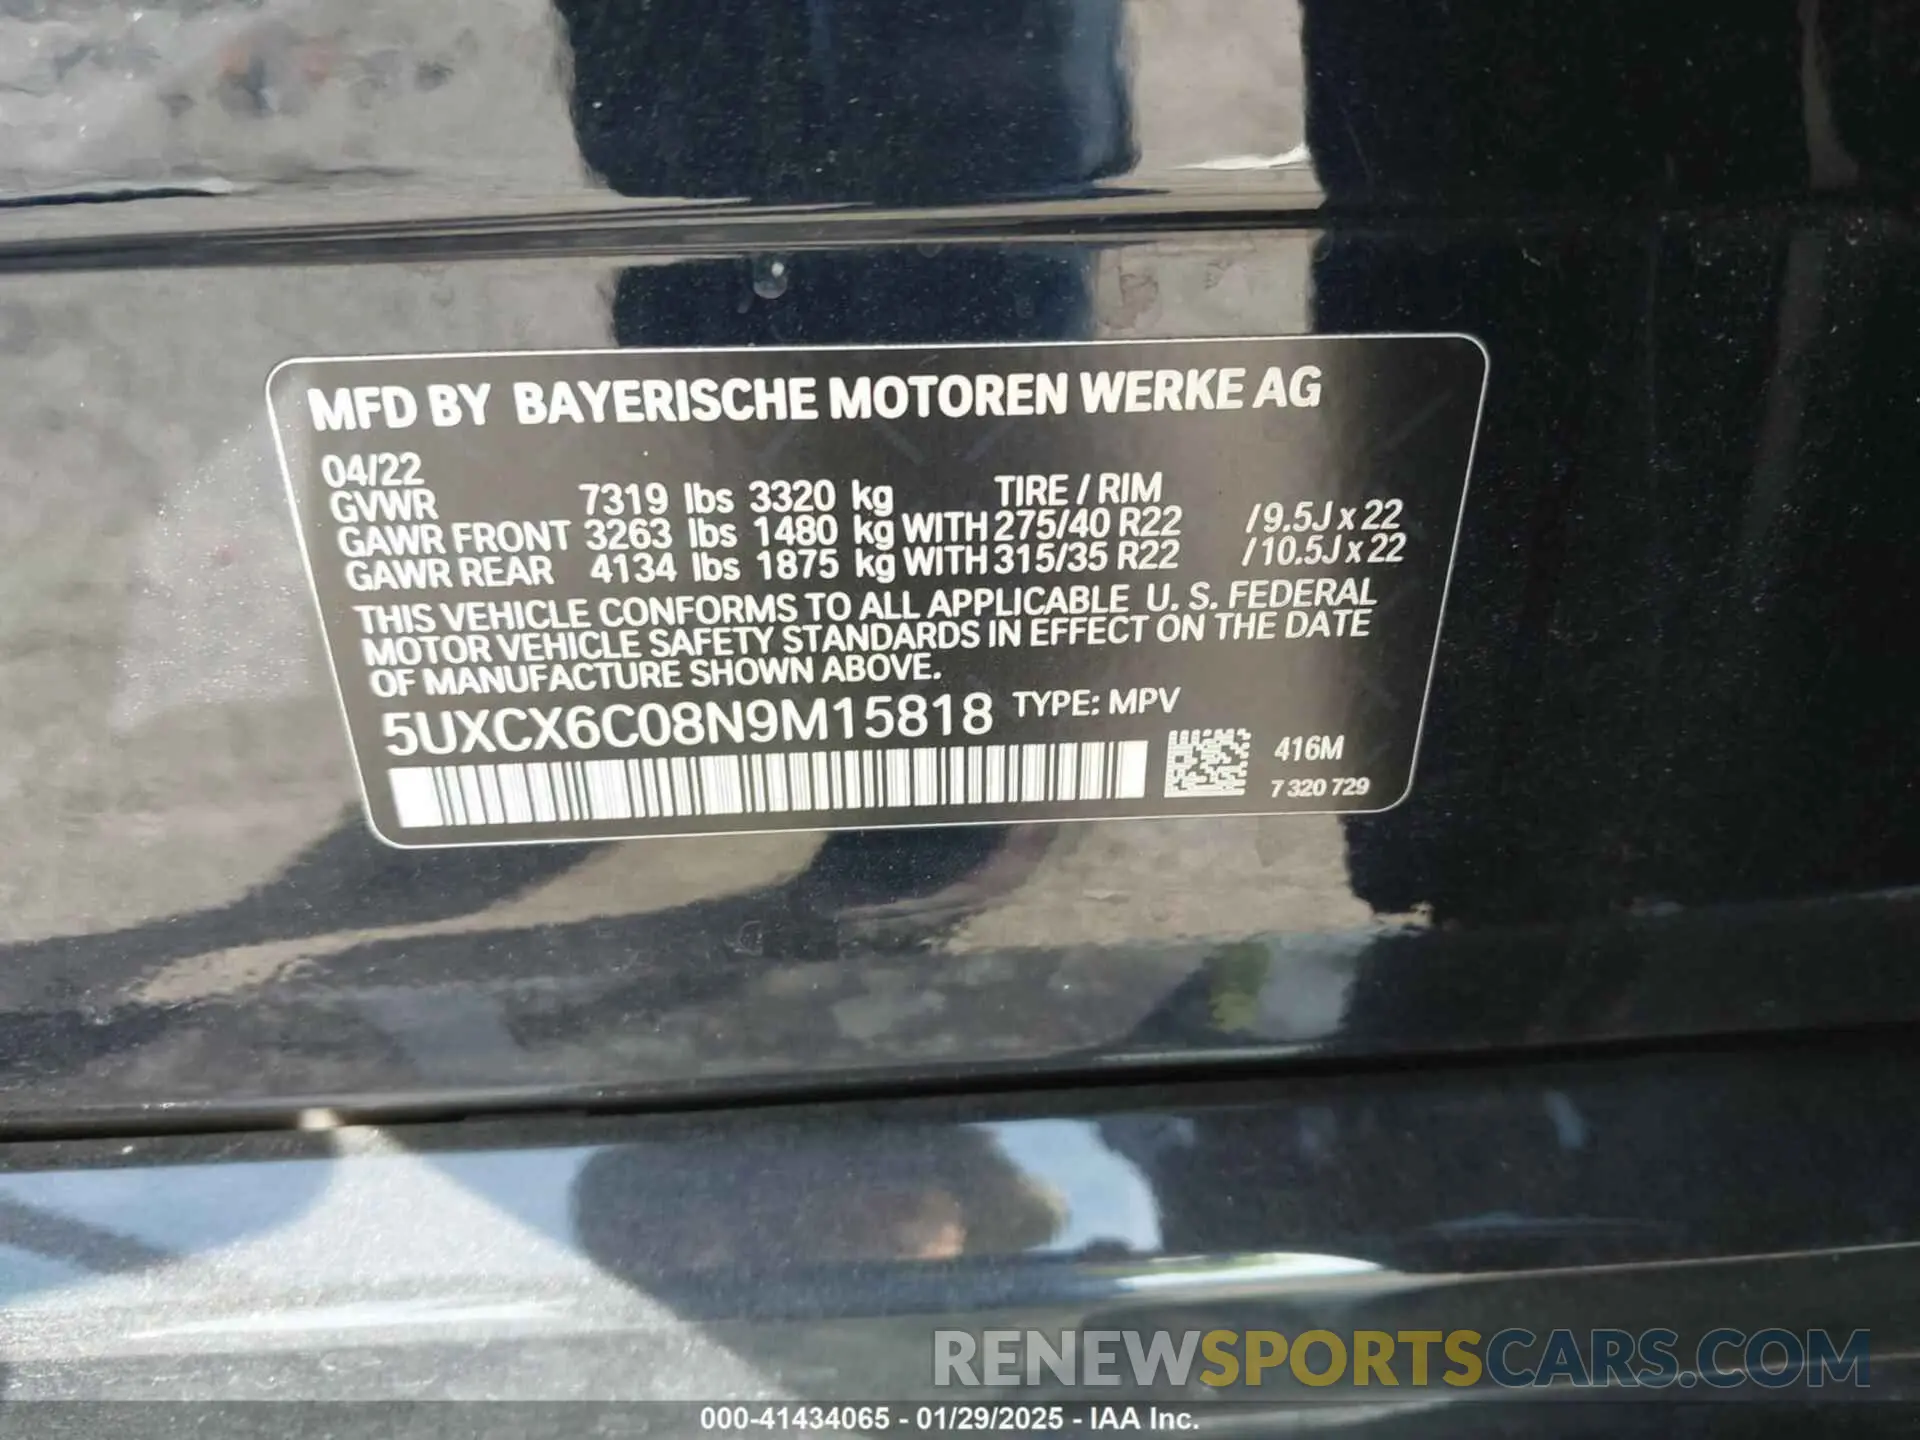 MFD BY BAYERISCHE MOTOREN WERKE AG
04/22
GVWR 7319 lbs 3320 kg TIRE / RIM
GAWR FRONT 3263 lbs 1480 kg WITH 275/40 R22 / 9.5J x 22
GAWR REAR 4134 lbs 1875 kg WITH 315/35 R22 / 10.5J x 22
THIS VEHICLE CONFORMS TO ALL APPLICABLE U. S. FEDERAL
MOTOR VEHICLE SAFETY STANDARDS IN EFFECT ON THE DATE
OF MANUFACTURE SHOWN ABOVE.
5UXCX6C08N9M15818 TYPE: MPV
416M
7 320 729
RENEWSPORTSCARS.COM
000-41434065 - 01/29/2025 - IAA Inc.